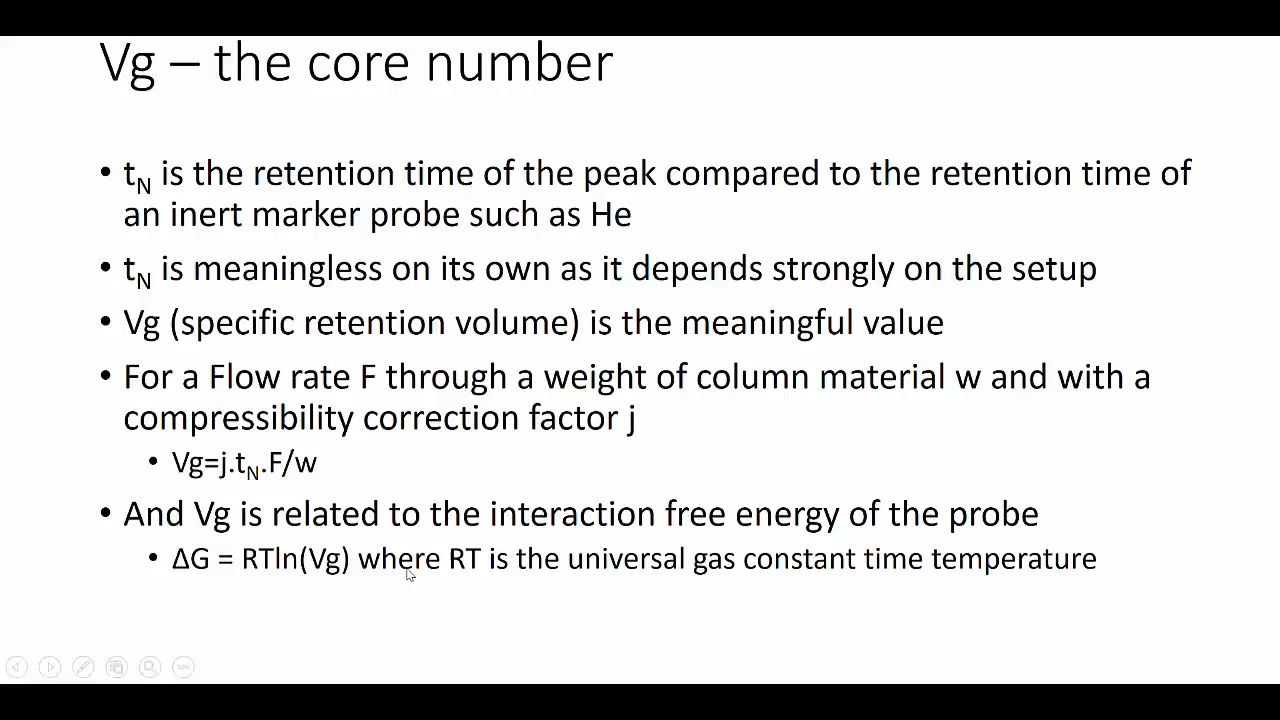 Vg – the core number
• tN is the retention time of the peak compared to the retention time of
an inert marker probe such as He
• tN is meaningless on its own as it depends strongly on the setup
• Vg (specific retention volume) is the meaningful value
• For a Flow rate F through a weight of column material w and with a
compressibility correction factor j
• Vg=j.tN.F/w
• And Vg is related to the interaction free energy of the probe
• ΔG = RTln(Vg) where RT is the universal gas constant time temperature